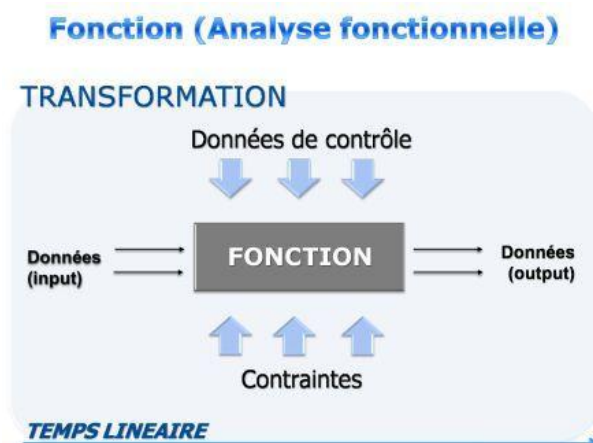 Fonction (Analyse fonctionnelle)
TRANSFORMATION
Données de contrôle
Données
(input)
FONCTION
Données
(output)
Contraintes
TEMPS LINEAIRE